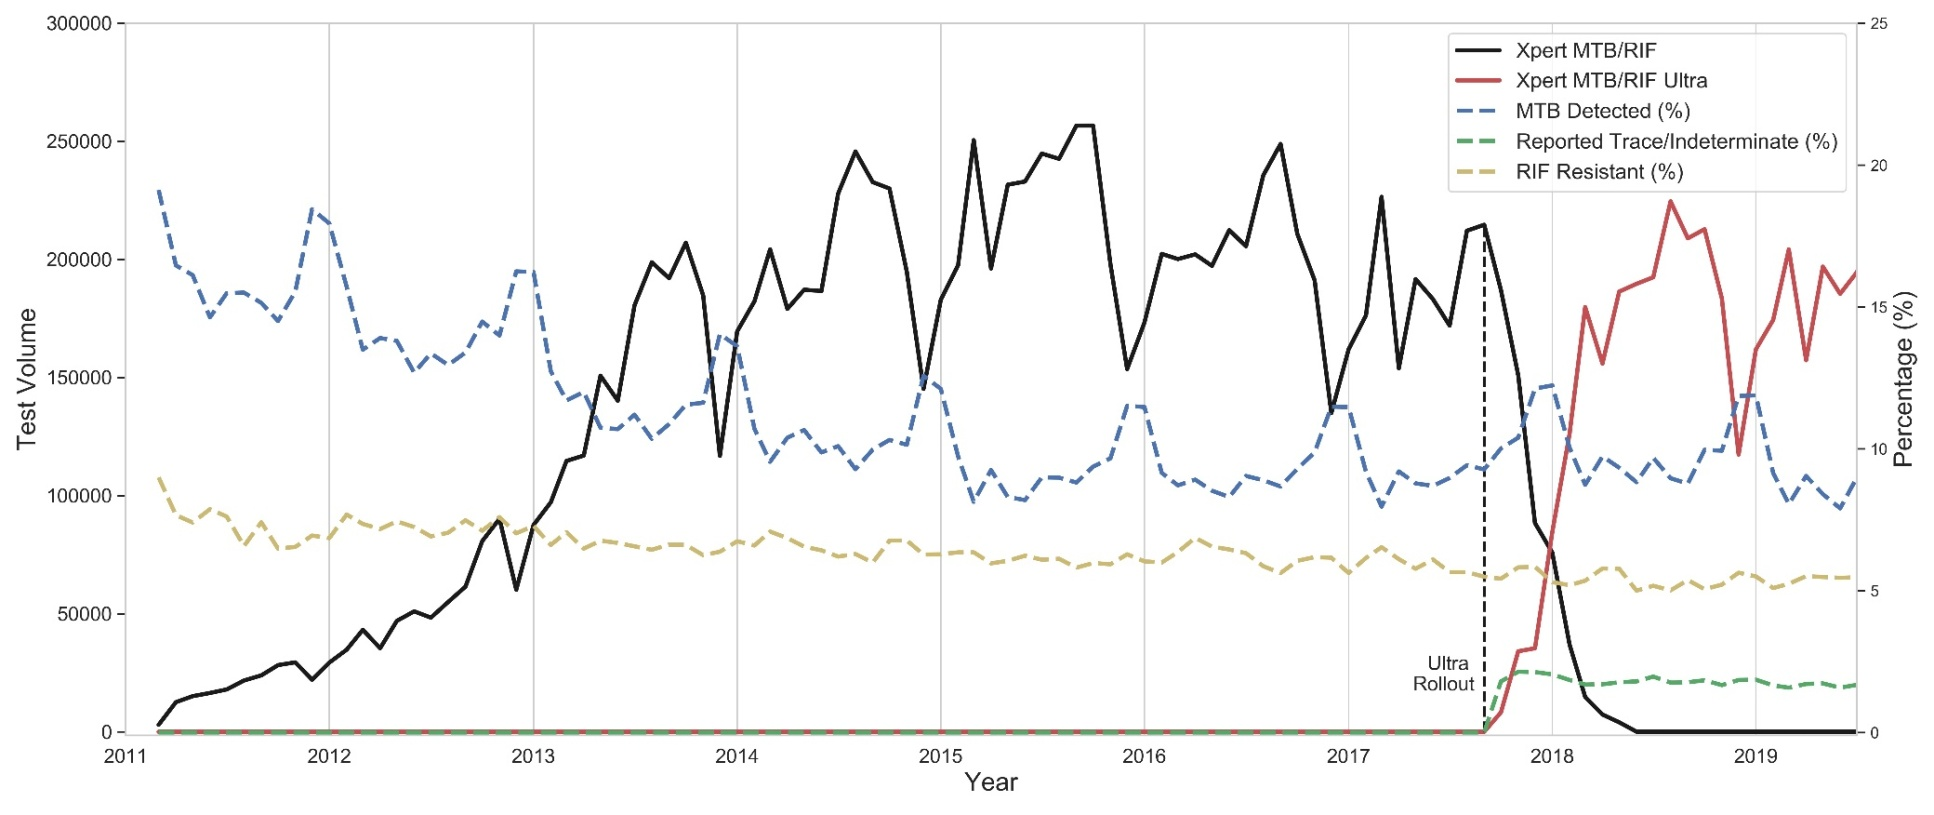 300000
250000
200000
150000
100000
50000
0
Test Volume
25
20
15
10
5
0
Percentage (%)
Xpert MTB/RIF
Xpert MTB/RIF Ultra
MTB Detected (%)
Reported Trace/Indeterminate (%)
RIF Resistant (%)
Ultra
Rollout
2011 2012 2013 2014 2015 2016 2017 2018 2019
Year